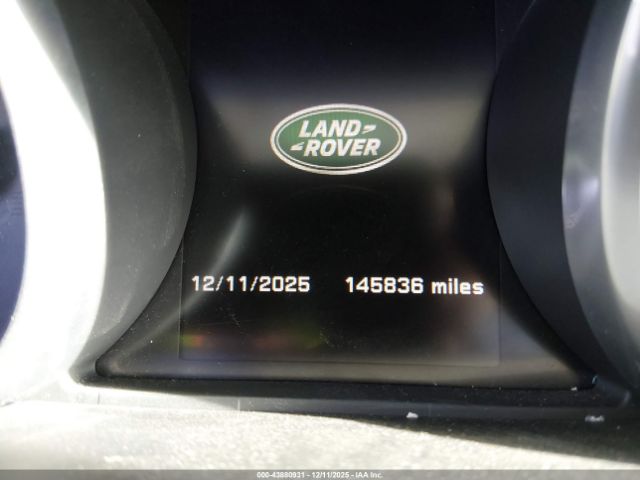 LAND
ROVER
12/11/2025 145836 miles
000-43880931 - 12/11/2025 - IAA Inc.